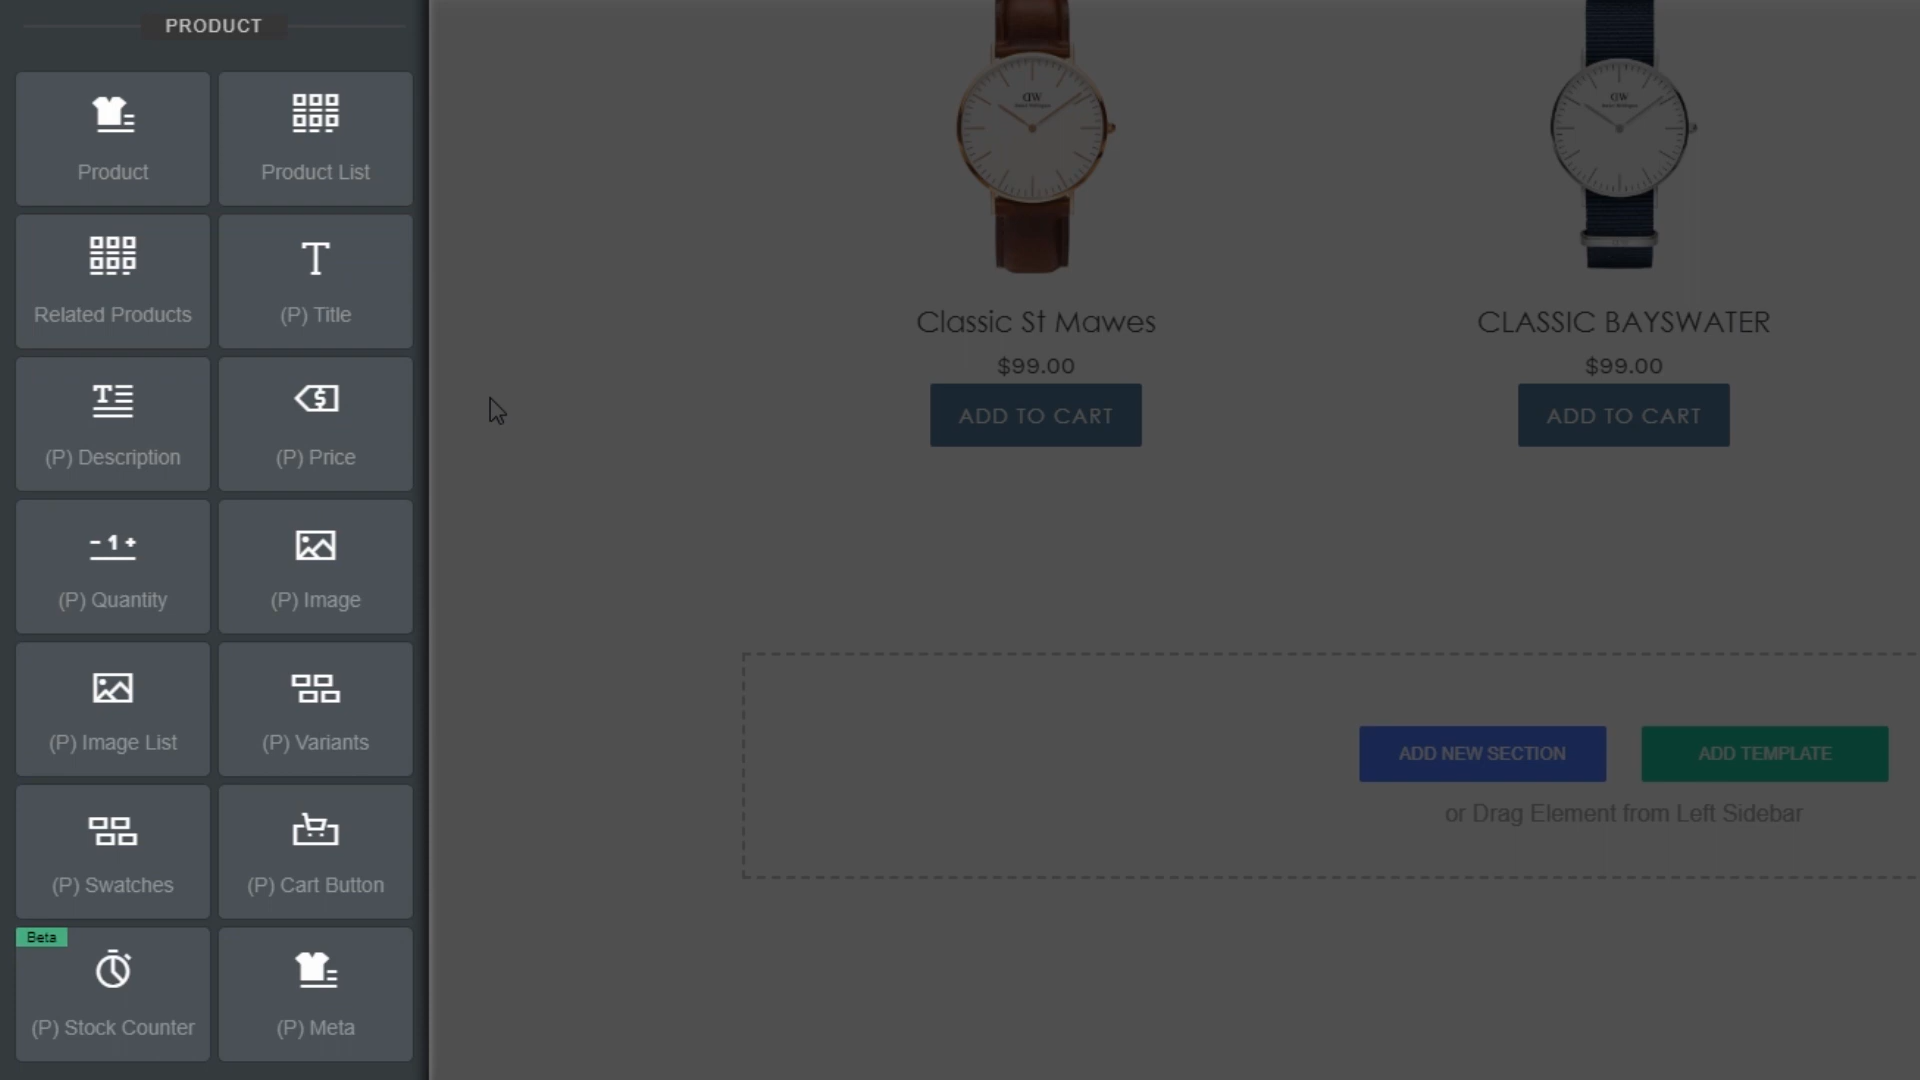 PRODUCT
Product
Product List
Related Products
(P) Title
(P) Description
(P) Price
- 1 +
(P) Quantity
(P) Image
(P) Image List
(P) Variants
(P) Swatches
(P) Cart Button
Beta
(P) Stock Counter
(P) Meta
DW
Classic St Mawes
$99.00
ADD TO CART
CLASSIC BAYSWATER
$99.00
ADD TO CART
ADD NEW SECTION
ADD TEMPLATE
or Drag Element from Left Sidebar